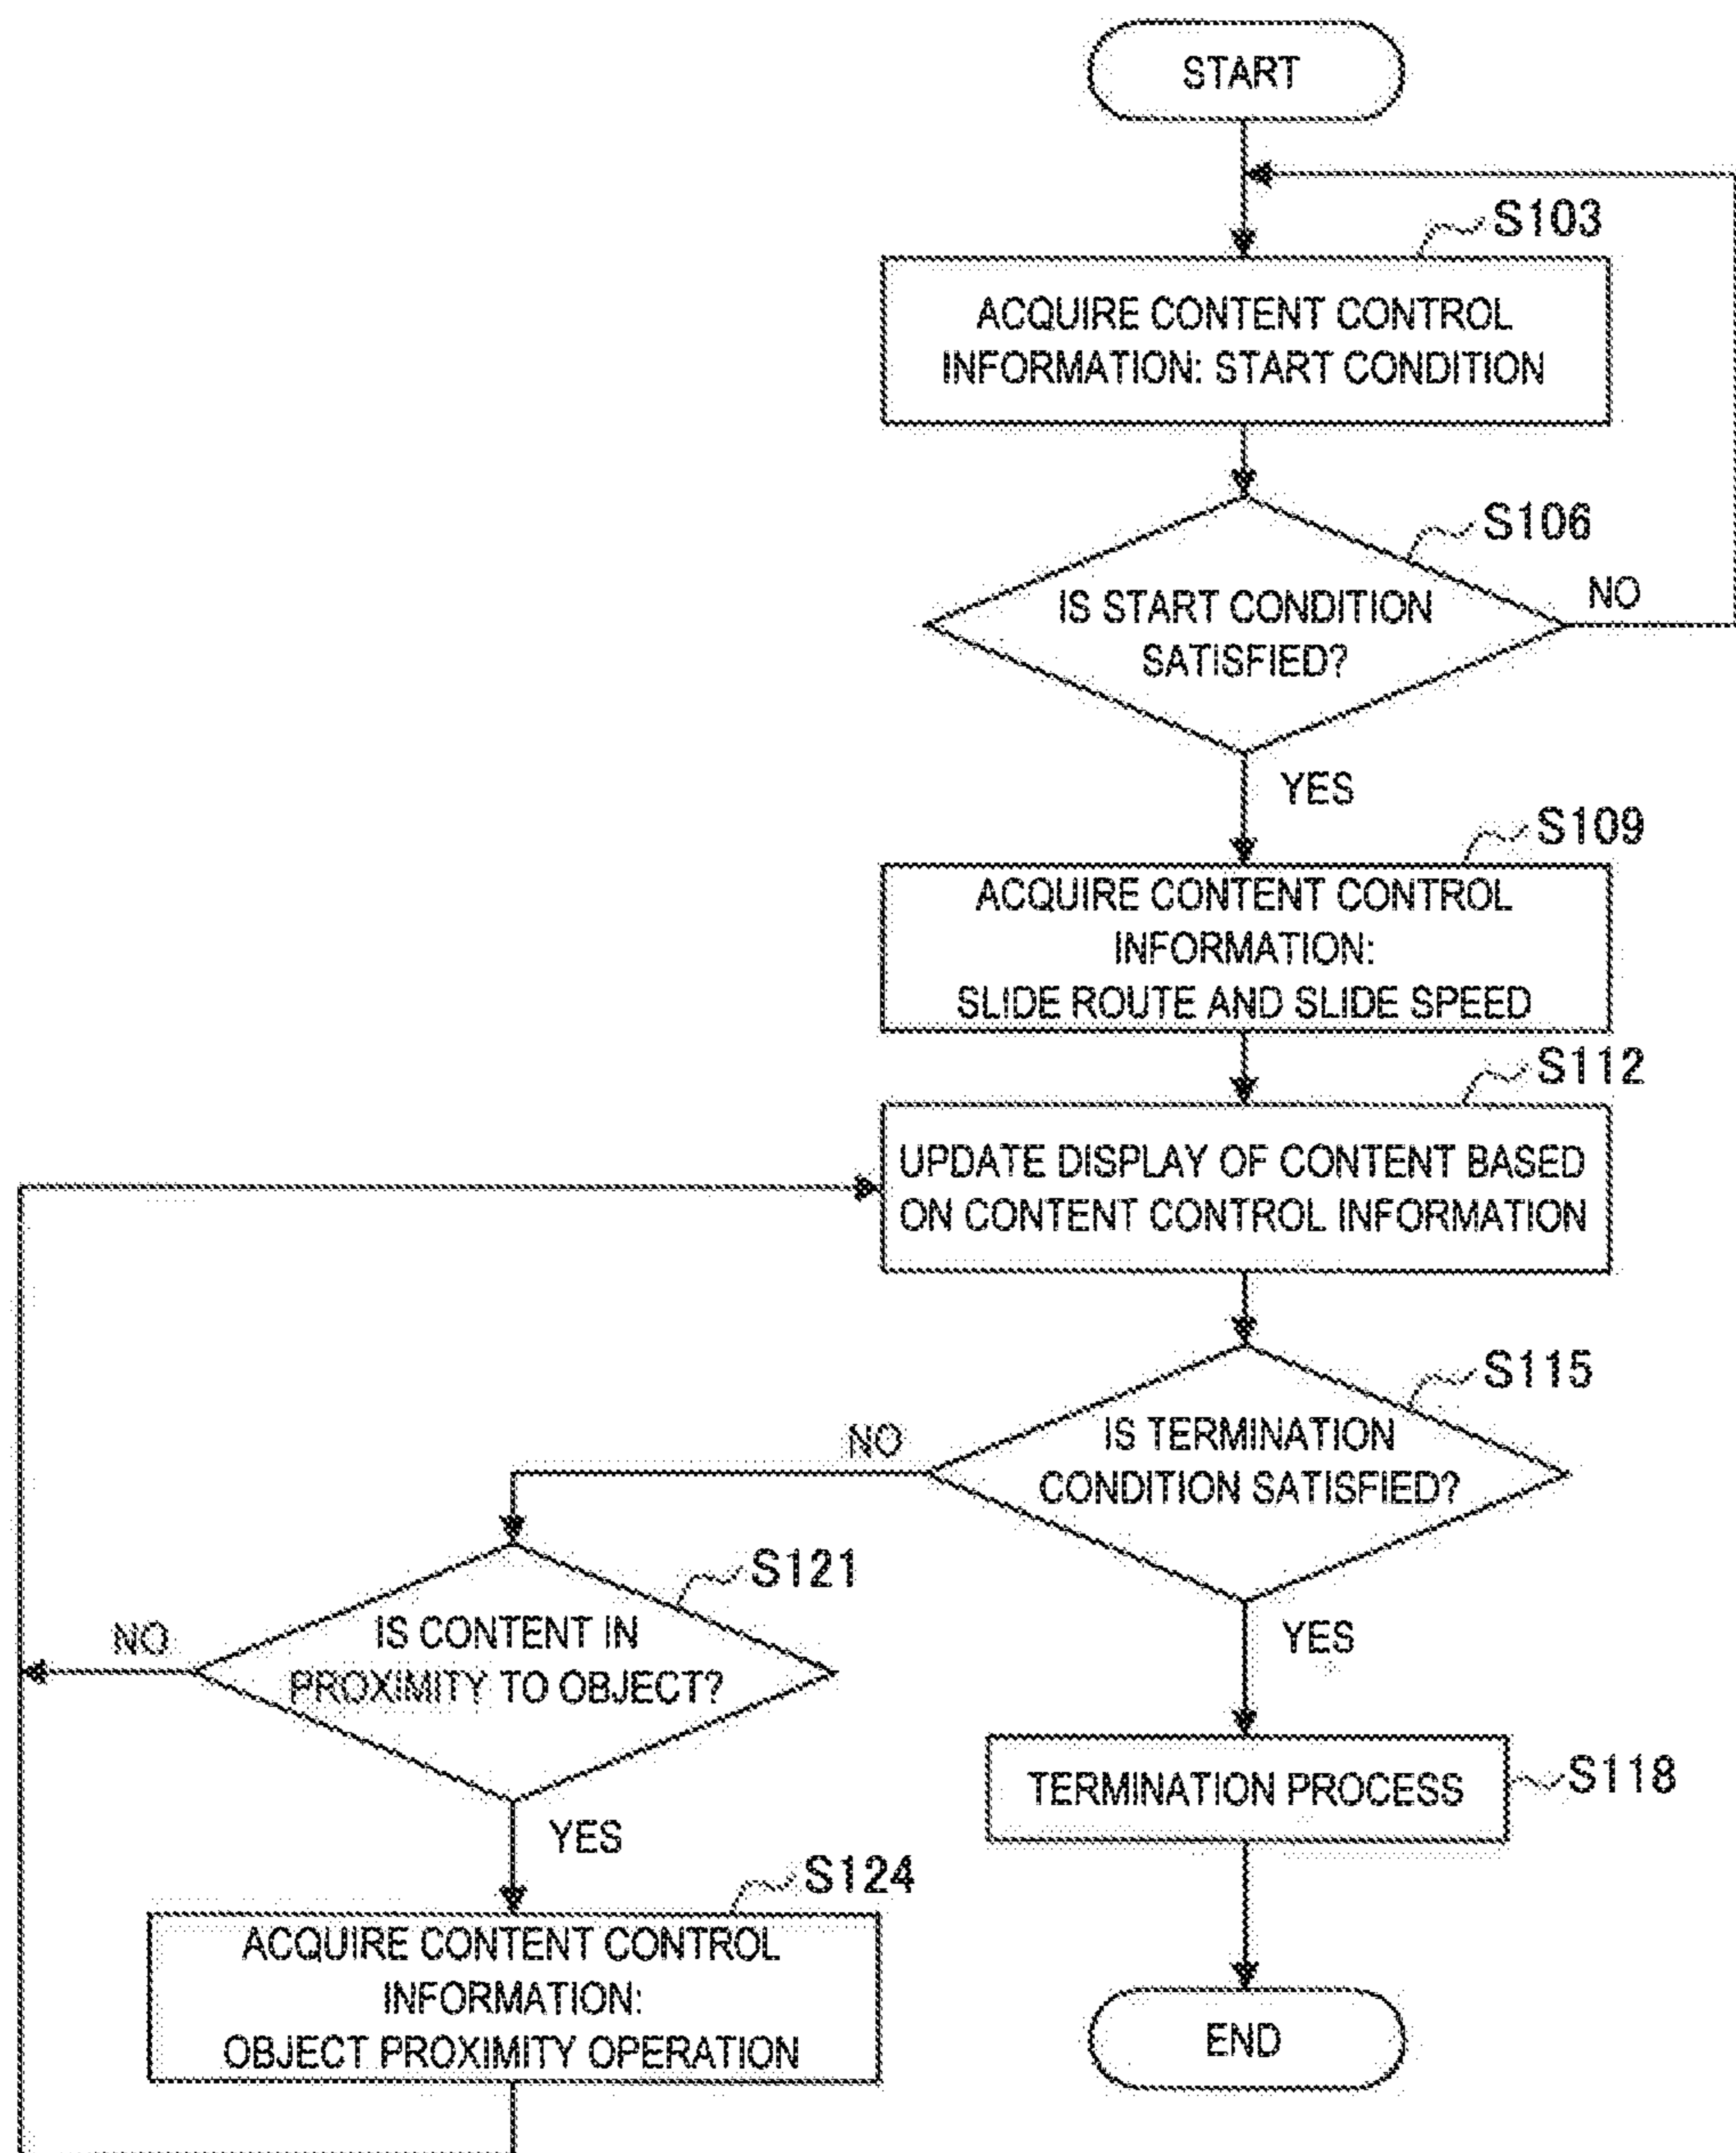 START
S103
ACQUIRE CONTENT CONTROL
INFORMATION: START CONDITION
S106
IS START CONDITION
SATISFIED?
NO
YES
S109
ACQUIRE CONTENT CONTROL
INFORMATION:
SLIDE ROUTE AND SLIDE SPEED
S112
UPDATE DISPLAY OF CONTENT BASED
ON CONTENT CONTROL INFORMATION
S115
IS TERMINATION
CONDITION SATISFIED?
NO
YES
S121
IS CONTENT IN
PROXIMITY TO OBJECT?
NO
YES
S118
TERMINATION PROCESS
S124
ACQUIRE CONTENT CONTROL
INFORMATION:
OBJECT PROXIMITY OPERATION
END